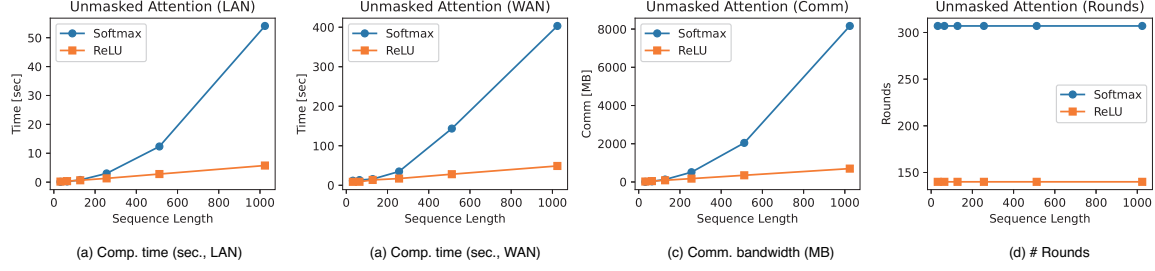 Unmasked Attention (LAN)
Softmax
ReLU
Time [sec]
50
40
30
20
10
0
0 200 400 600 800 1000
Sequence Length
(a) Comp. time (sec., LAN)
Unmasked Attention (WAN)
Softmax
ReLU
Time [sec]
400
300
200
100
0
0 200 400 600 800 1000
Sequence Length
(a) Comp. time (sec., WAN)
Unmasked Attention (Comm)
Softmax
ReLU
Comm [MB]
8000
6000
4000
2000
0
0 200 400 600 800 1000
Sequence Length
(c) Comm. bandwidth (MB)
Unmasked Attention (Rounds)
Softmax
ReLU
Rounds
300
250
200
150
0 200 400 600 800 1000
Sequence Length
(d) # Rounds